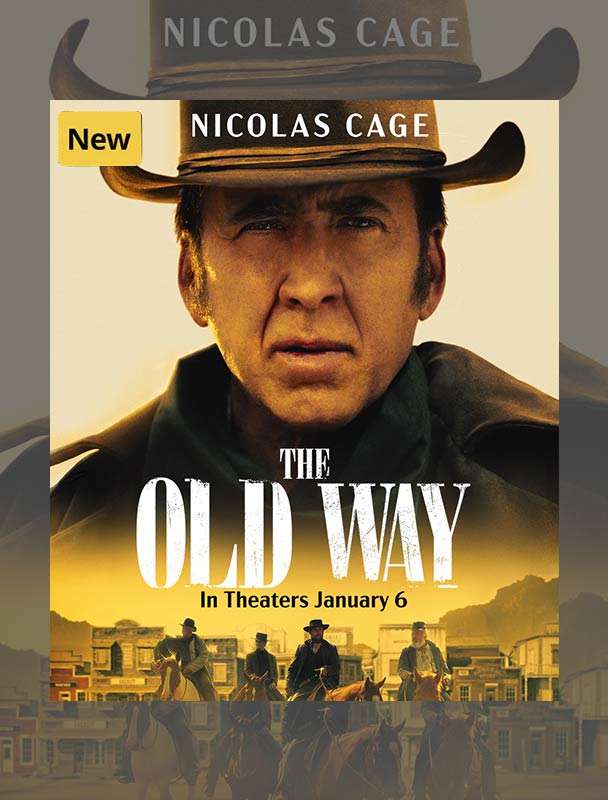 NICOLAS CAGE
New
NICOLAS CAGE
THE
OLD WAY
In Theaters January 6